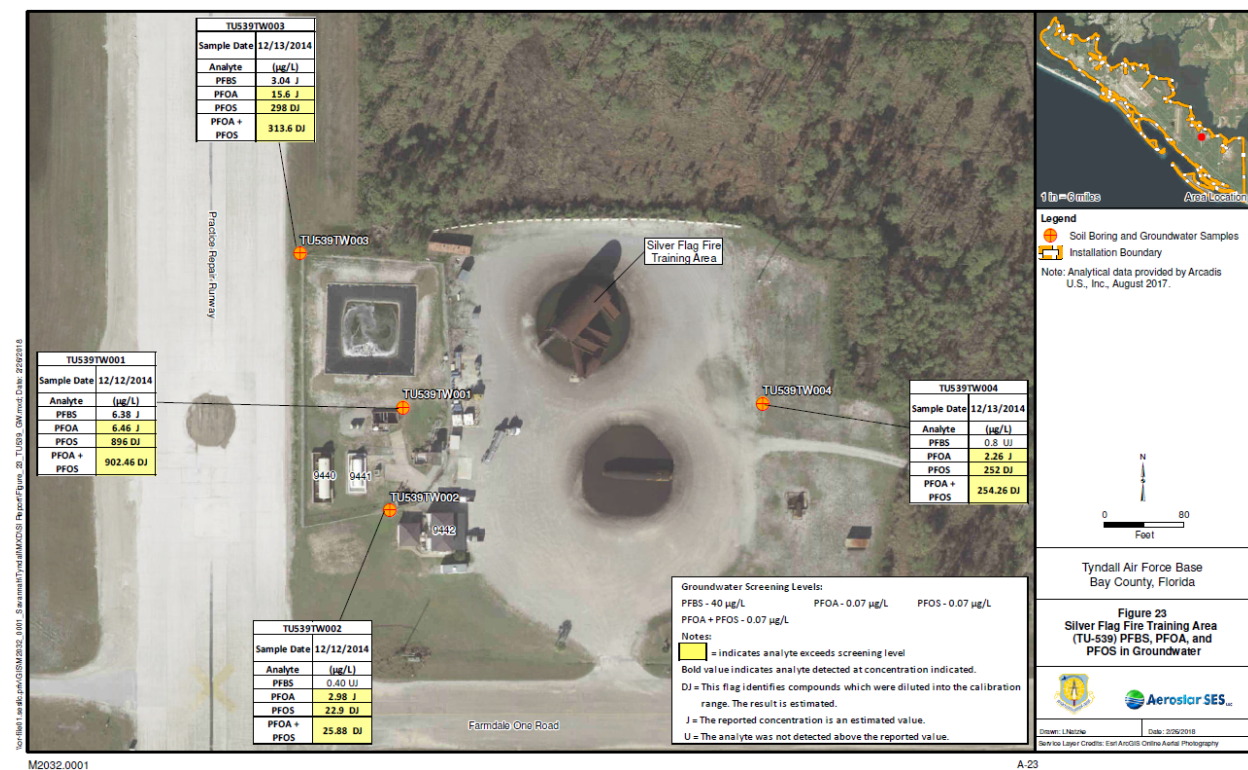 TU539TW003
Sample Date 12/13/2014
Analyte (µg/L)
PFBS 3.04 J
PFOA 15.6 J
PFOS 298 DJ
PFOA + PFOS 313.6 DJ
TU539TW003
Silver Flag Fire
Training Area
Practice Repair Runway
TU539TW001
Sample Date 12/12/2014
Analyte (µg/L)
PFBS 6.38 J
PFOA 6.46 J
PFOS 896 DJ
PFOA + PFOS 902.46 DJ
TU539TW001
TU539TW004
TU539TW004
Sample Date 12/13/2014
Analyte (µg/L)
PFBS 0.8 UJ
PFOA 2.26 J
PFOS 252 DJ
PFOA + PFOS 254.26 DJ
9440
9441
TU539TW002
9442
TU539TW002
Sample Date 12/12/2014
Analyte (µg/L)
PFBS 0.40 UJ
PFOA 2.98 J
PFOS 22.9 DJ
PFOA + PFOS 25.88 DJ
Farmdale One Road
Groundwater Screening Levels:
PFBS - 40 µg/L PFOA - 0.07 µg/L PFOS - 0.07 µg/L
PFOA + PFOS - 0.07 µg/L
Notes:
= indicates analyte exceeds screening level
Bold value indicates analyte detected at concentration indicated.
DJ = This flag identifies compounds which were diluted into the calibration
range. The result is estimated.
J = The reported concentration is an estimated value.
U = The analyte was not detected above the reported value.
1 in = 6 miles
Area Location
Legend
Soil Boring and Groundwater Samples
Installation Boundary
Note: Analytical data provided by Arcadis
U.S., Inc., August 2017.
N
0 80
Feet
Tyndall Air Force Base
Bay County, Florida
Figure 23
Silver Flag Fire Training Area
(TU-539) PFBS, PFOA, and
PFOS in Groundwater
Aerostar SES LLC
Drawn: LNatzke Date: 2/26/2018
Service Layer Credits: Esri ArcGIS Online Aerial Photography
M2032.0001
A-23